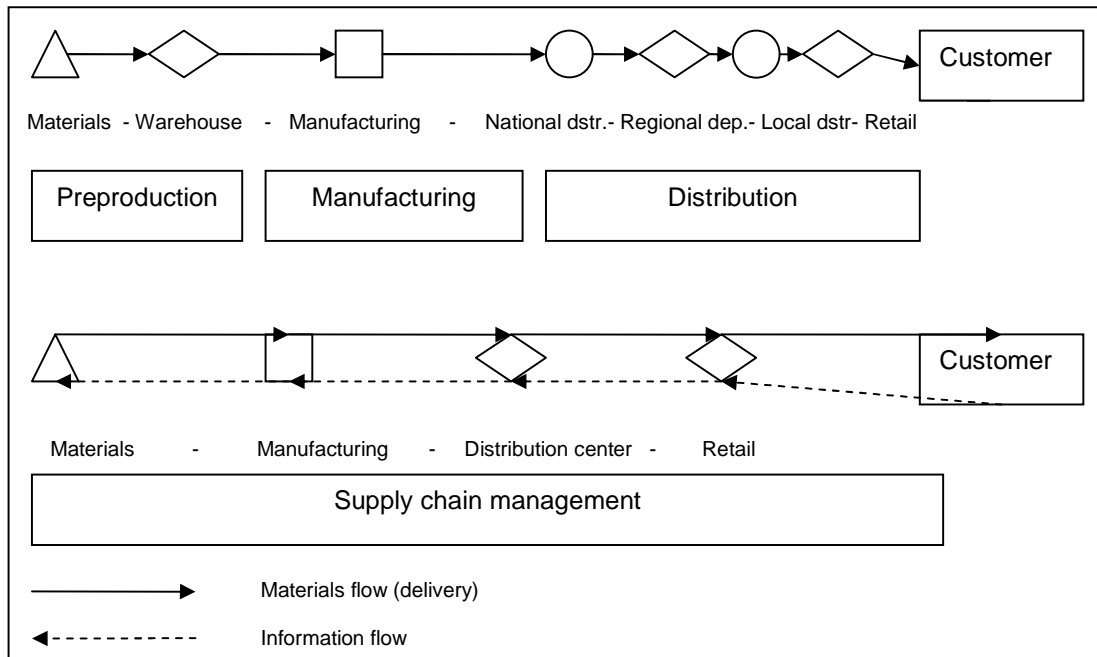 Customer
Materials - Warehouse - Manufacturing - National dstr.- Regional dep.- Local dstr- Retail
Preproduction Manufacturing Distribution
Customer
Materials - Manufacturing - Distribution center - Retail
Supply chain management
Materials flow (delivery)
Information flow